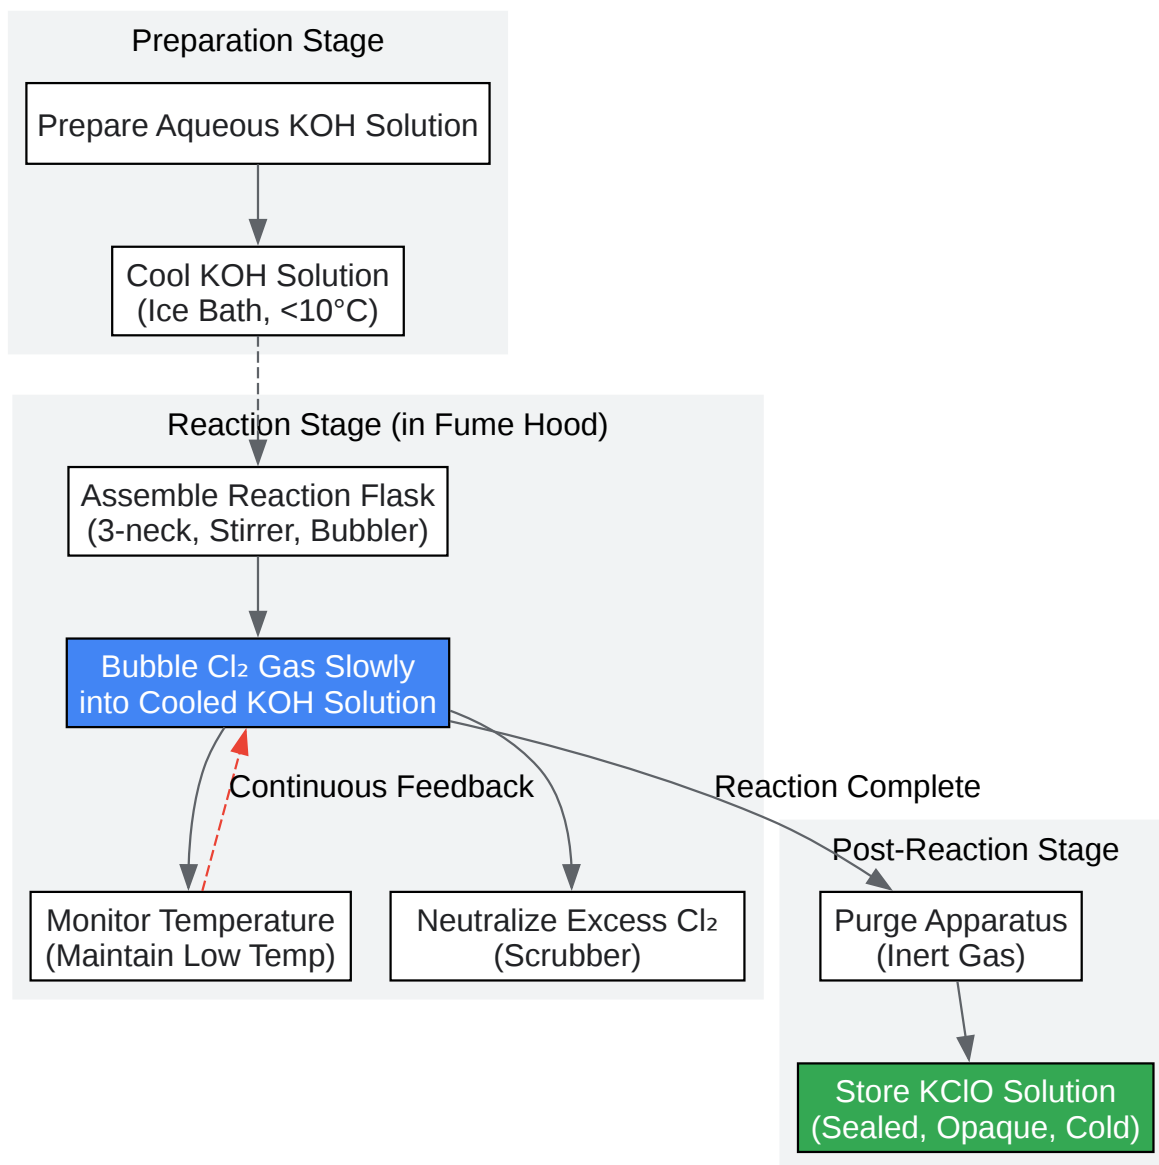 Preparation Stage
Prepare Aqueous KOH Solution
Cool KOH Solution
(Ice Bath, <10°C)
Reaction Stage (in Fume Hood)
Assemble Reaction Flask
(3-neck, Stirrer, Bubbler)
Bubble Cl₂ Gas Slowly
into Cooled KOH Solution
Continuous Feedback
Reaction Complete
Monitor Temperature
(Maintain Low Temp)
Neutralize Excess Cl₂
(Scrubber)
Post-Reaction Stage
Purge Apparatus
(Inert Gas)
Store KClO Solution
(Sealed, Opaque, Cold)